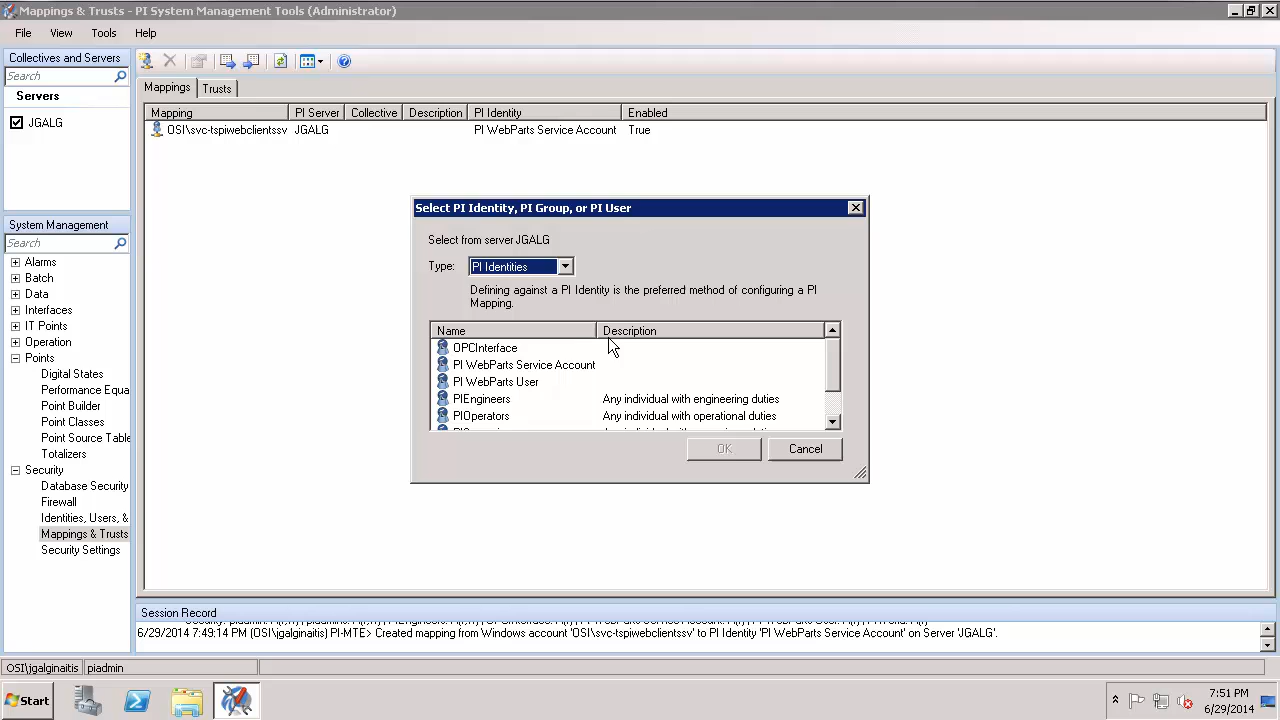 Mappings & Trusts - PI System Management Tools (Administrator)
File View Tools Help
Collectives and Servers
Search
Servers
JGALG
System Management
Search
Alarms
Batch
Data
Interfaces
IT Points
Operation
Points
Digital States
Performance Equa
Point Builder
Point Classes
Point Source Table
Totalizers
Security
Database Security
Firewall
Identities, Users, &
Mappings & Trusts
Security Settings
Mappings Trusts
Mapping PI Server Collective Description PI Identity Enabled
OSI\svc-tspiwebclientssv JGALG PI WebParts Service Account True
Select PI Identity, PI Group, or PI User
Select from server JGALG
Type: PI Identities
Defining against a PI Identity is the preferred method of configuring a PI
Mapping.
Name Description
OPCInterface
PI WebParts Service Account
PI WebParts User
PIEngineers Any individual with engineering duties
PIOperators Any individual with operational duties
OK Cancel
Session Record
6/29/2014 7:49:14 PM (OSI\jgalginaitis) PI-MTE> Created mapping from Windows account 'OSI\svc-tspiwebclientssv' to PI Identity 'PI WebParts Service Account' on Server 'JGALG'.
OSI\jgalginaitis piadmin
Start
7:51 PM
6/29/2014